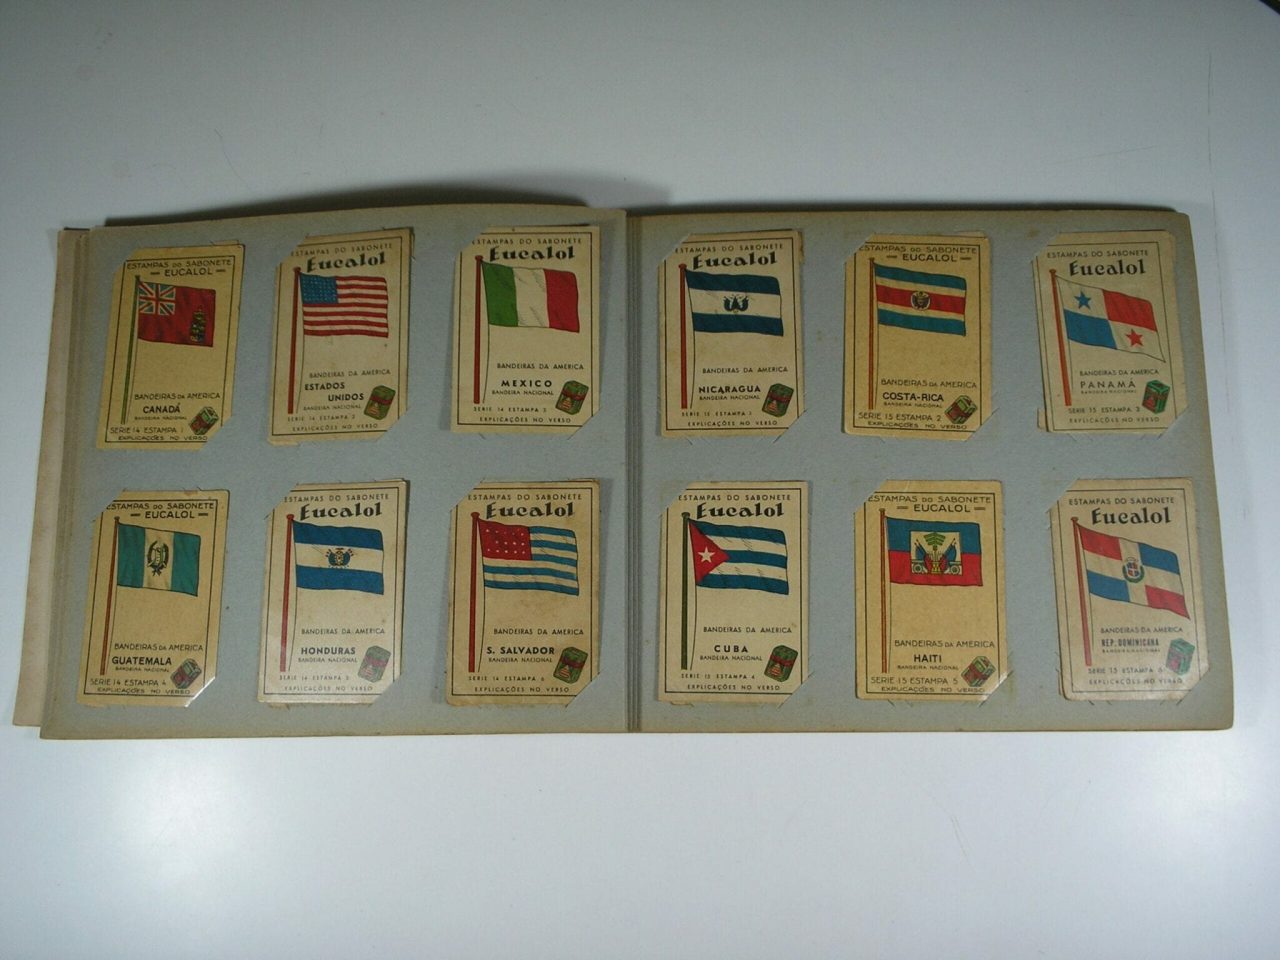 ESTAMPAS DO SABONETE
EUCALOL
BANDEIRAS DA AMERICA
CANADÁ
BANDEIRA NACIONAL
SERIE 14 ESTAMPA 1
EXPLICAÇÕES NO VERSO
ESTAMPAS DO SABONETE
Eucalol
BANDEIRAS DA AMERICA
ESTADOS
UNIDOS
BANDEIRA NACIONAL
SERIE 14 ESTAMPA 2
EXPLICAÇÕES NO VERSO
ESTAMPAS DO SABONETE
Eucalol
BANDEIRAS DA AMERICA
MEXICO
BANDEIRA NACIONAL
SERIE 14 ESTAMPA 3
EXPLICAÇÕES NO VERSO
ESTAMPAS DO SABONETE
Eucalol
BANDEIRAS DA AMERICA
NICARAGUA
BANDEIRA NACIONAL
SERIE 15 ESTAMPA 1
EXPLICAÇÕES NO VERSO
ESTAMPAS DO SABONETE
EUCALOL
BANDEIRAS DA AMERICA
COSTA-RICA
BANDEIRA NACIONAL
SERIE 15 ESTAMPA 2
EXPLICAÇÕES NO VERSO
ESTAMPAS DO SABONETE
Eucalol
BANDEIRAS DA AMERICA
PANAMÁ
BANDEIRA NACIONAL
SERIE 15 ESTAMPA 3
EXPLICAÇÕES NO VERSO
ESTAMPAS DO SABONETE
EUCALOL
BANDEIRAS DA AMERICA
GUATEMALA
BANDEIRA NACIONAL
SERIE 14 ESTAMPA 4
EXPLICAÇÕES NO VERSO
ESTAMPAS DO SABONETE
Eucalol
BANDEIRAS DA AMERICA
HONDURAS
BANDEIRA NACIONAL
SERIE 14 ESTAMPA 5
EXPLICAÇÕES NO VERSO
ESTAMPAS DO SABONETE
Eucalol
BANDEIRAS DA AMERICA
S. SALVADOR
BANDEIRA NACIONAL
SERIE 14 ESTAMPA 6
EXPLICAÇÕES NO VERSO
ESTAMPAS DO SABONETE
Eucalol
BANDEIRAS DA AMERICA
CUBA
BANDEIRA NACIONAL
SERIE 15 ESTAMPA 4
EXPLICAÇÕES NO VERSO
ESTAMPAS DO SABONETE
EUCALOL
BANDEIRAS DA AMERICA
HAITI
BANDEIRA NACIONAL
SERIE 15 ESTAMPA 5
EXPLICAÇÕES NO VERSO
ESTAMPAS DO SABONETE
Eucalol
BANDEIRAS DA AMERICA
REP. DOMINICANA
BANDEIRA NACIONAL
SERIE 15 ESTAMPA 6
EXPLICAÇÕES NO VERSO